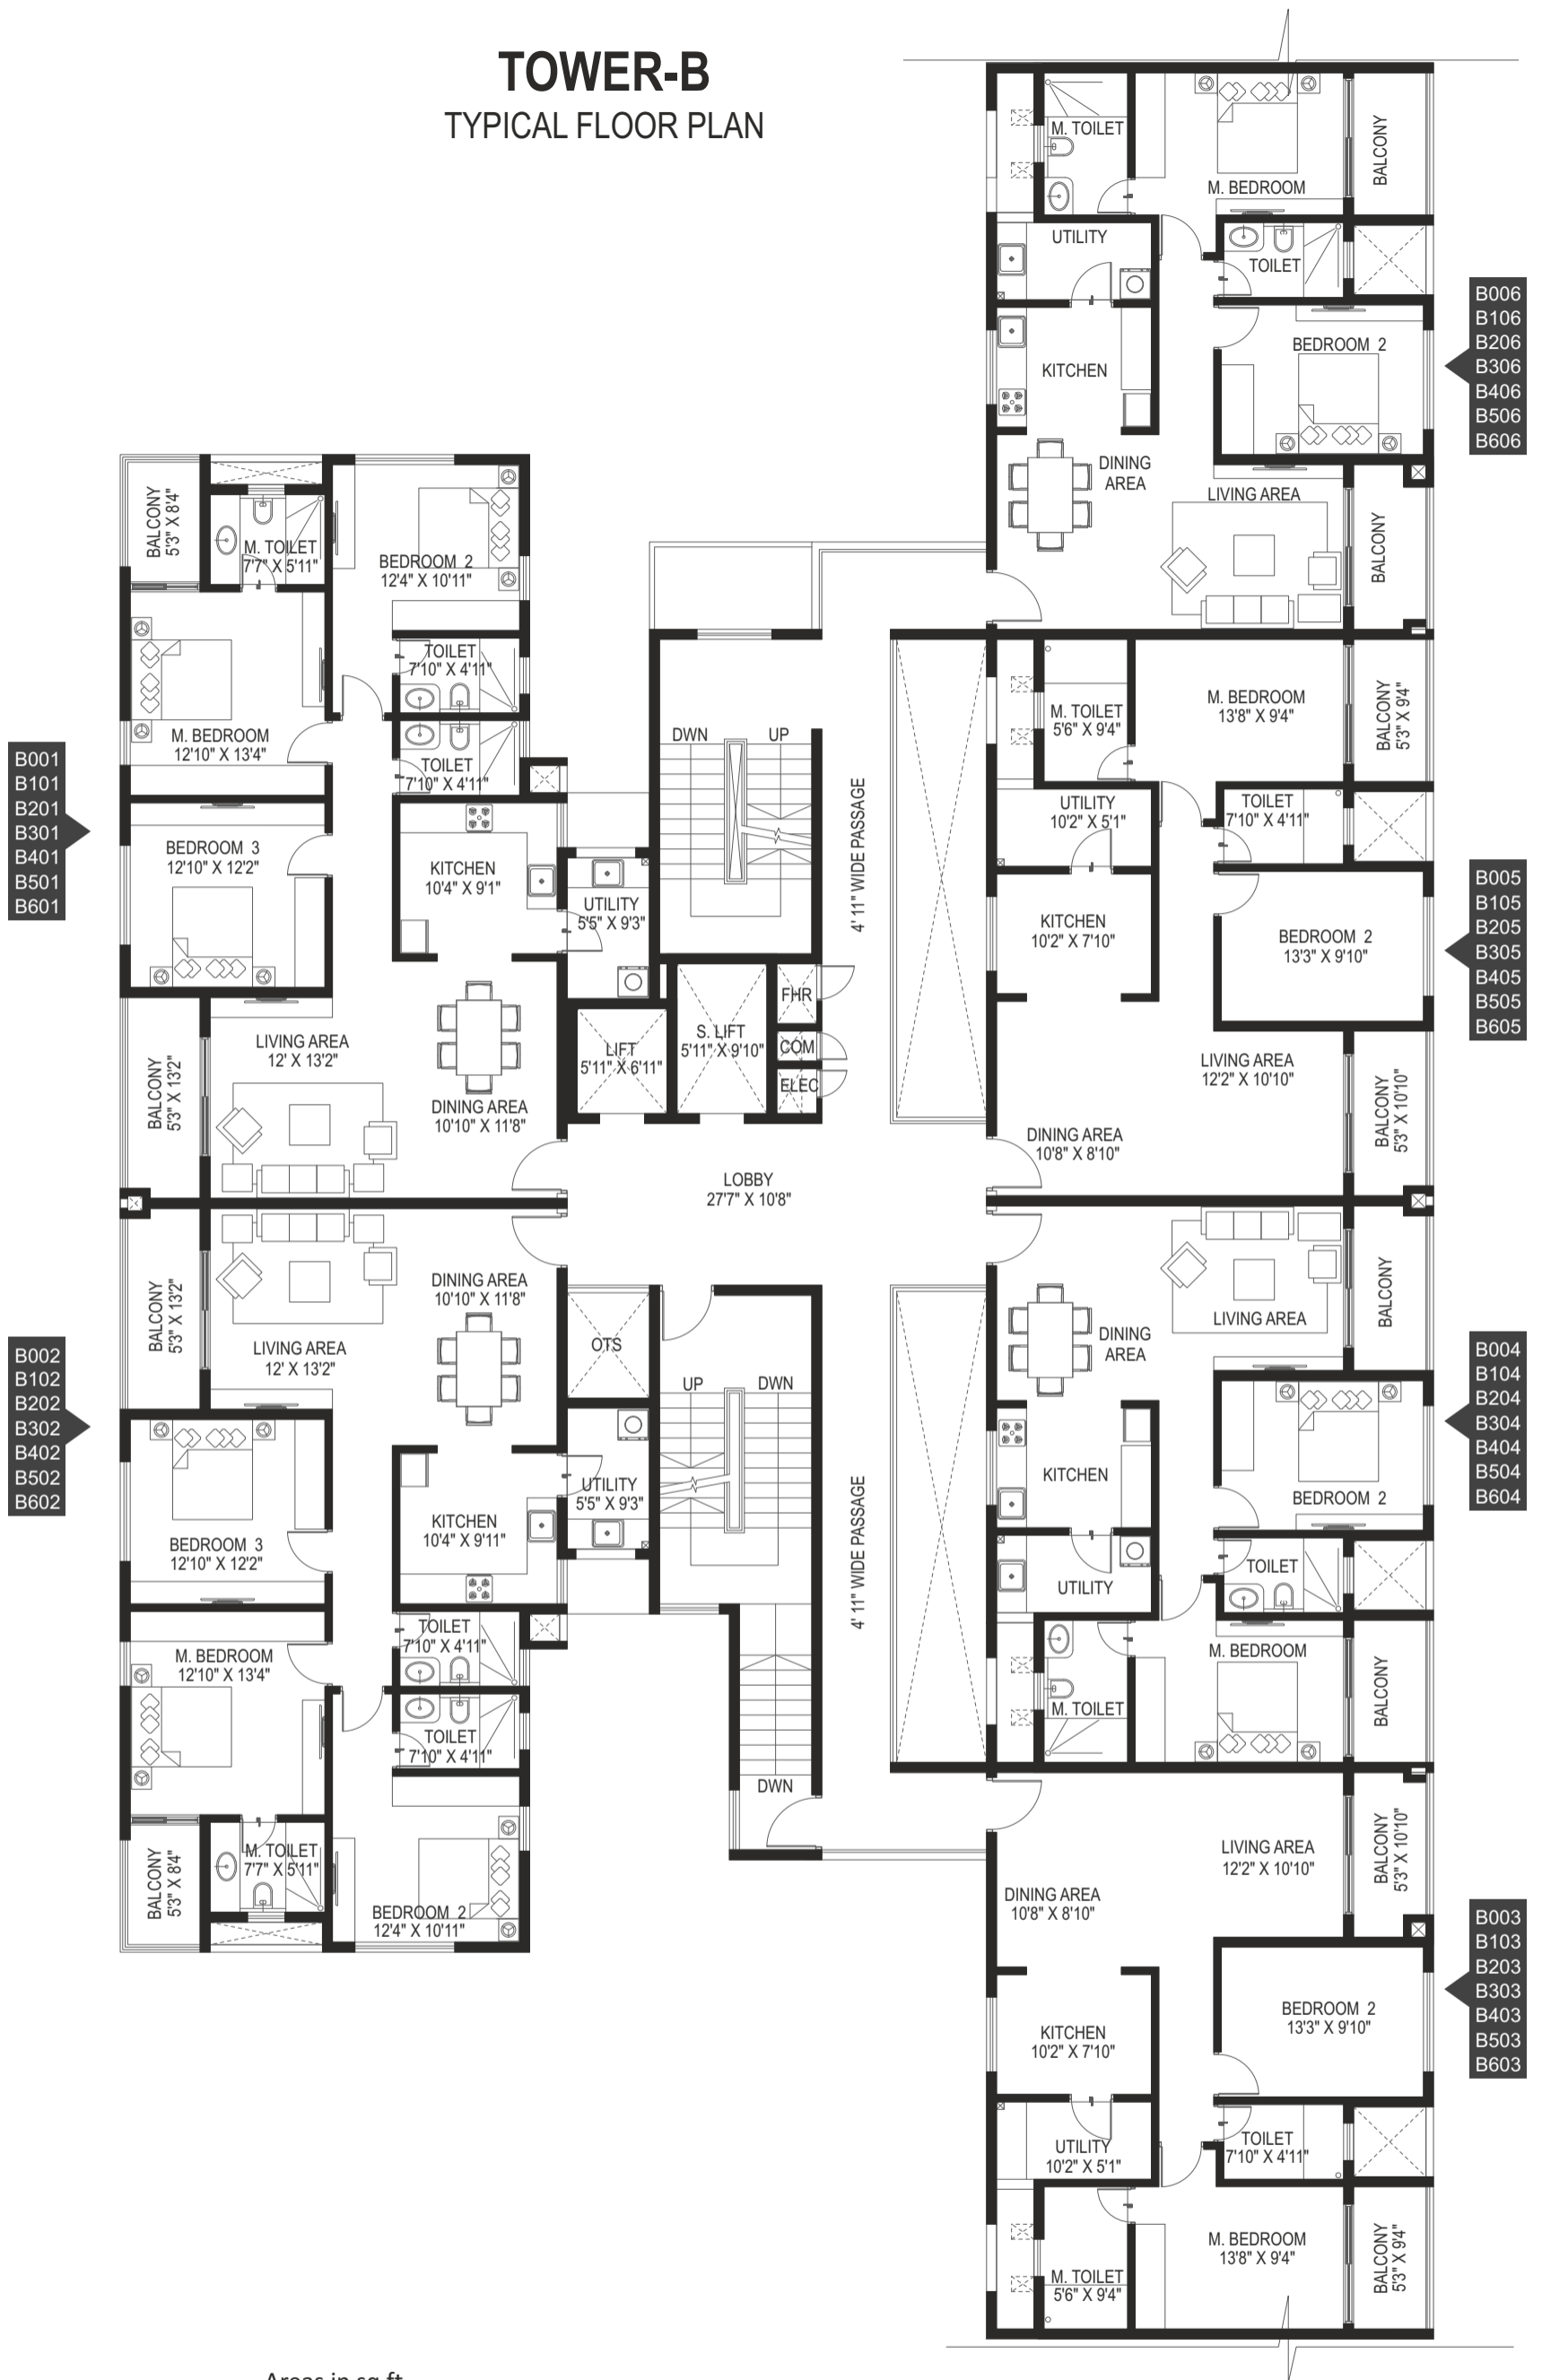 TOWER-B
TYPICAL FLOOR PLAN
M. TOILET
M. BEDROOM
BALCONY
UTILITY
TOILET
KITCHEN
BEDROOM 2
DINING
AREA
LIVING AREA
BALCONY
B006
B106
B206
B306
B406
B506
B606
BALCONY
5'3" X 8'4"
M. TOILET
7'7" X 5'11"
BEDROOM 2
12'4" X 10'11"
TOILET
7'10" X 4'11"
M. BEDROOM
12'10" X 13'4"
TOILET
7'10" X 4'11"
BEDROOM 3
12'10" X 12'2"
KITCHEN
10'4" X 9'1"
UTILITY
5'5" X 9'3"
LIVING AREA
12' X 13'2"
BALCONY
5'3" X 13'2"
DINING AREA
10'10" X 11'8"
B001
B101
B201
B301
B401
B501
B601
DWN
UP
4' 11" WIDE PASSAGE
FHR
S. LIFT
5'11" X 9'10"
COM
LIFT
5'11" X 6'11"
ELEC
LOBBY
27'7" X 10'8"
M. TOILET
5'6" X 9'4"
M. BEDROOM
13'8" X 9'4"
BALCONY
5'3" X 9'4"
UTILITY
10'2" X 5'1"
TOILET
7'10" X 4'11"
KITCHEN
10'2" X 7'10"
BEDROOM 2
13'3" X 9'10"
LIVING AREA
12'2" X 10'10"
BALCONY
5'3" X 10'10"
DINING AREA
10'8" X 8'10"
B005
B105
B205
B305
B405
B505
B605
BALCONY
5'3" X 13'2"
DINING AREA
10'10" X 11'8"
LIVING AREA
12' X 13'2"
BEDROOM 3
12'10" X 12'2"
KITCHEN
10'4" X 9'11"
UTILITY
5'5" X 9'3"
TOILET
7'10" X 4'11"
M. BEDROOM
12'10" X 13'4"
TOILET
7'10" X 4'11"
M. TOILET
7'7" X 5'11"
BALCONY
5'3" X 8'4"
BEDROOM 2
12'4" X 10'11"
B002
B102
B202
B302
B402
B502
B602
OTS
UP
DWN
4' 11" WIDE PASSAGE
DWN
BALCONY
LIVING AREA
DINING
AREA
KITCHEN
BEDROOM 2
TOILET
UTILITY
M. BEDROOM
M. TOILET
BALCONY
B004
B104
B204
B304
B404
B504
B604
LIVING AREA
12'2" X 10'10"
BALCONY
5'3" X 10'10"
DINING AREA
10'8" X 8'10"
KITCHEN
10'2" X 7'10"
BEDROOM 2
13'3" X 9'10"
UTILITY
10'2" X 5'1"
TOILET
7'10" X 4'11"
M. BEDROOM
13'8" X 9'4"
M. TOILET
5'6" X 9'4"
BALCONY
5'3" X 9'4"
B003
B103
B203
B303
B403
B503
B603
Areas in sq ft